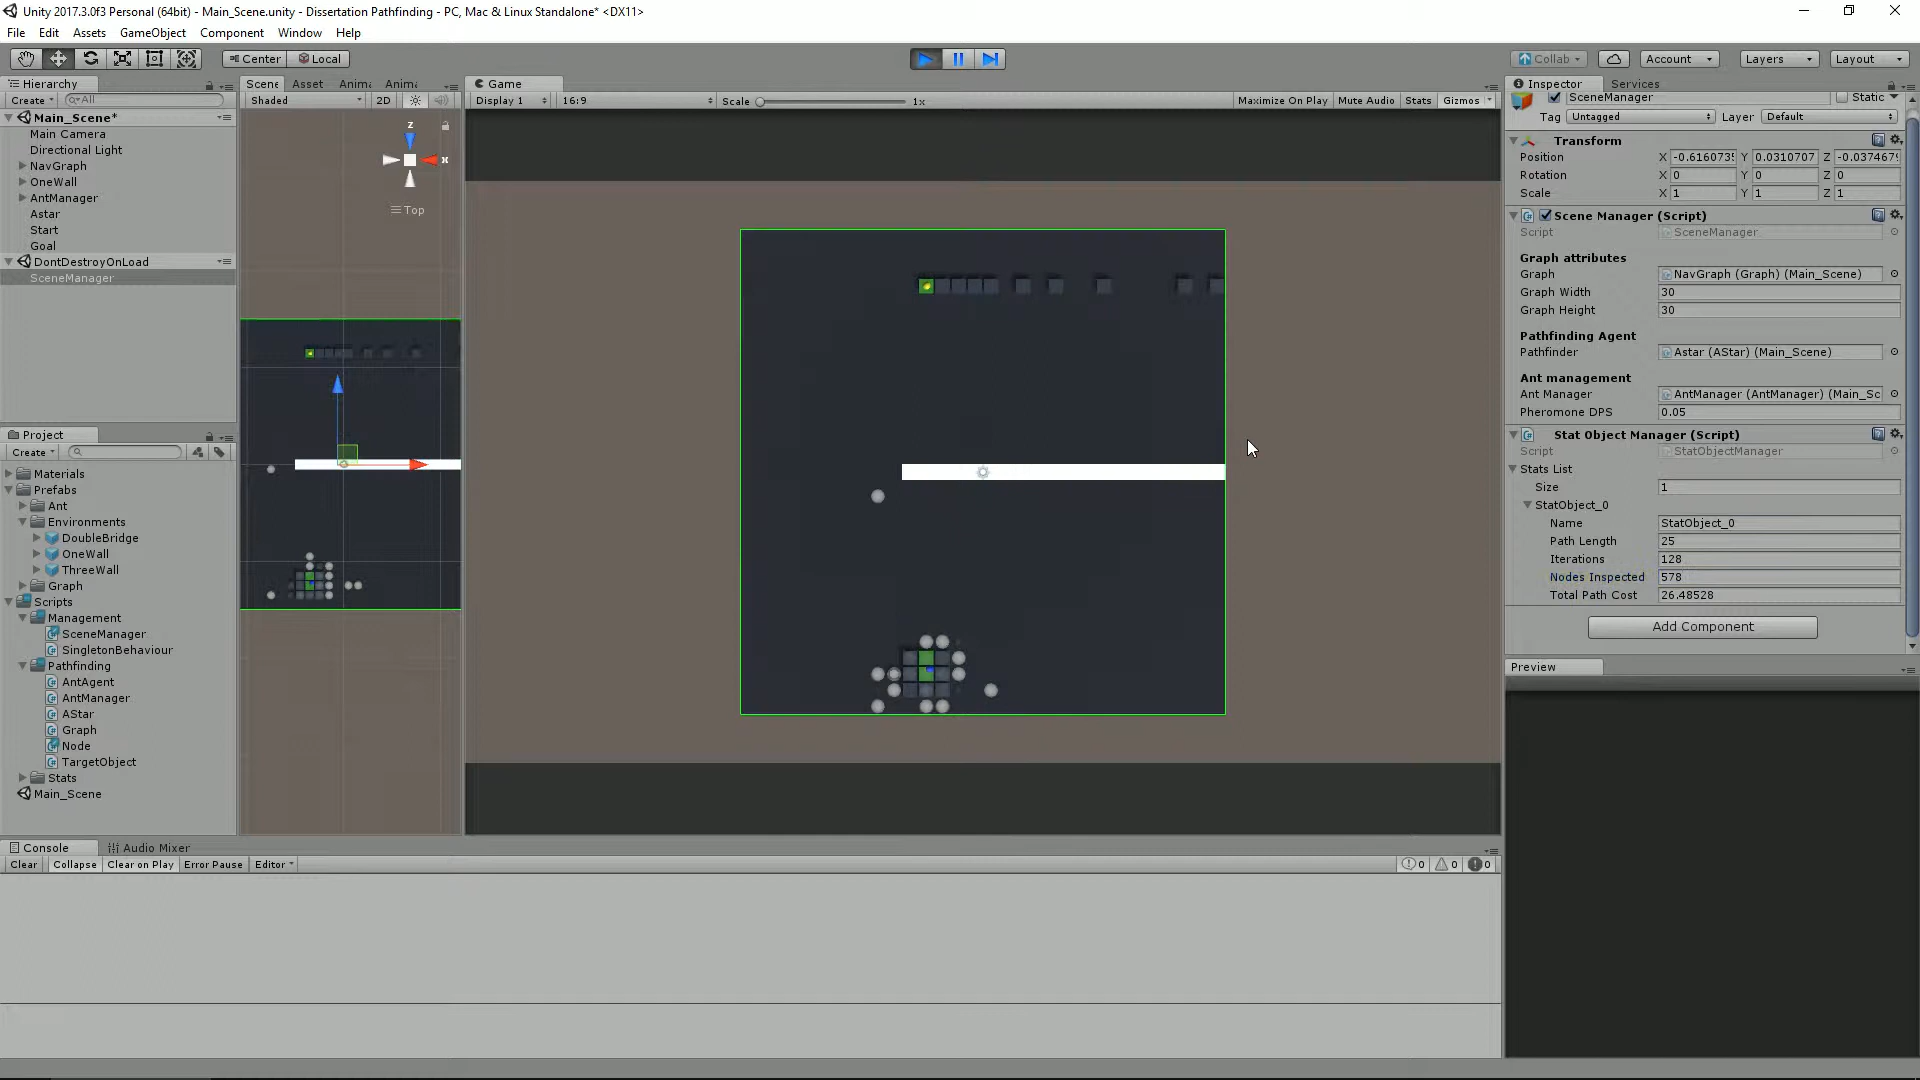 Unity 2017.3.0f3 Personal (64bit) - Main_Scene.unity - Dissertation Pathfinding - PC, Mac & Linux Standalone* <DX11>
File Edit Assets GameObject Component Window Help
Center Local Collab Account Layers Layout
Hierarchy
Create All
Main_Scene*
Main Camera
Directional Light
NavGraph
OneWall
AntManager
Astar
Start
Goal
DontDestroyOnLoad
SceneManager
Project
Create
Materials
Prefabs
Ant
Environments
DoubleBridge
OneWall
ThreeWall
Graph
Scripts
Management
SceneManager
SingletonBehaviour
Pathfinding
AntAgent
AntManager
AStar
Graph
Node
TargetObject
Stats
Main_Scene
Scene Asset Anima Anima
Shaded 2D
z
x
Top
Game
Display 1 16:9 Scale 1x Maximize On Play Mute Audio Stats Gizmos
Inspector Services
SceneManager Static
Tag Untagged Layer Default
Transform
Position X -0.616073 Y 0.0310707 Z -0.037467
Rotation X 0 Y 0 Z 0
Scale X 1 Y 1 Z 1
Scene Manager (Script)
Script SceneManager
Graph attributes
Graph NavGraph (Graph) (Main_Scene)
Graph Width 30
Graph Height 30
Pathfinding Agent
Pathfinder Astar (AStar) (Main_Scene)
Ant management
Ant Manager AntManager (AntManager) (Main_Sc
Pheromone DPS 0.05
Stat Object Manager (Script)
Script StatObjectManager
Stats List
Size 1
StatObject_0
Name StatObject_0
Path Length 25
Iterations 128
Nodes Inspected 578
Total Path Cost 26.48528
Add Component
Preview
Console Audio Mixer
Clear Collapse Clear on Play Error Pause Editor 0 0 0